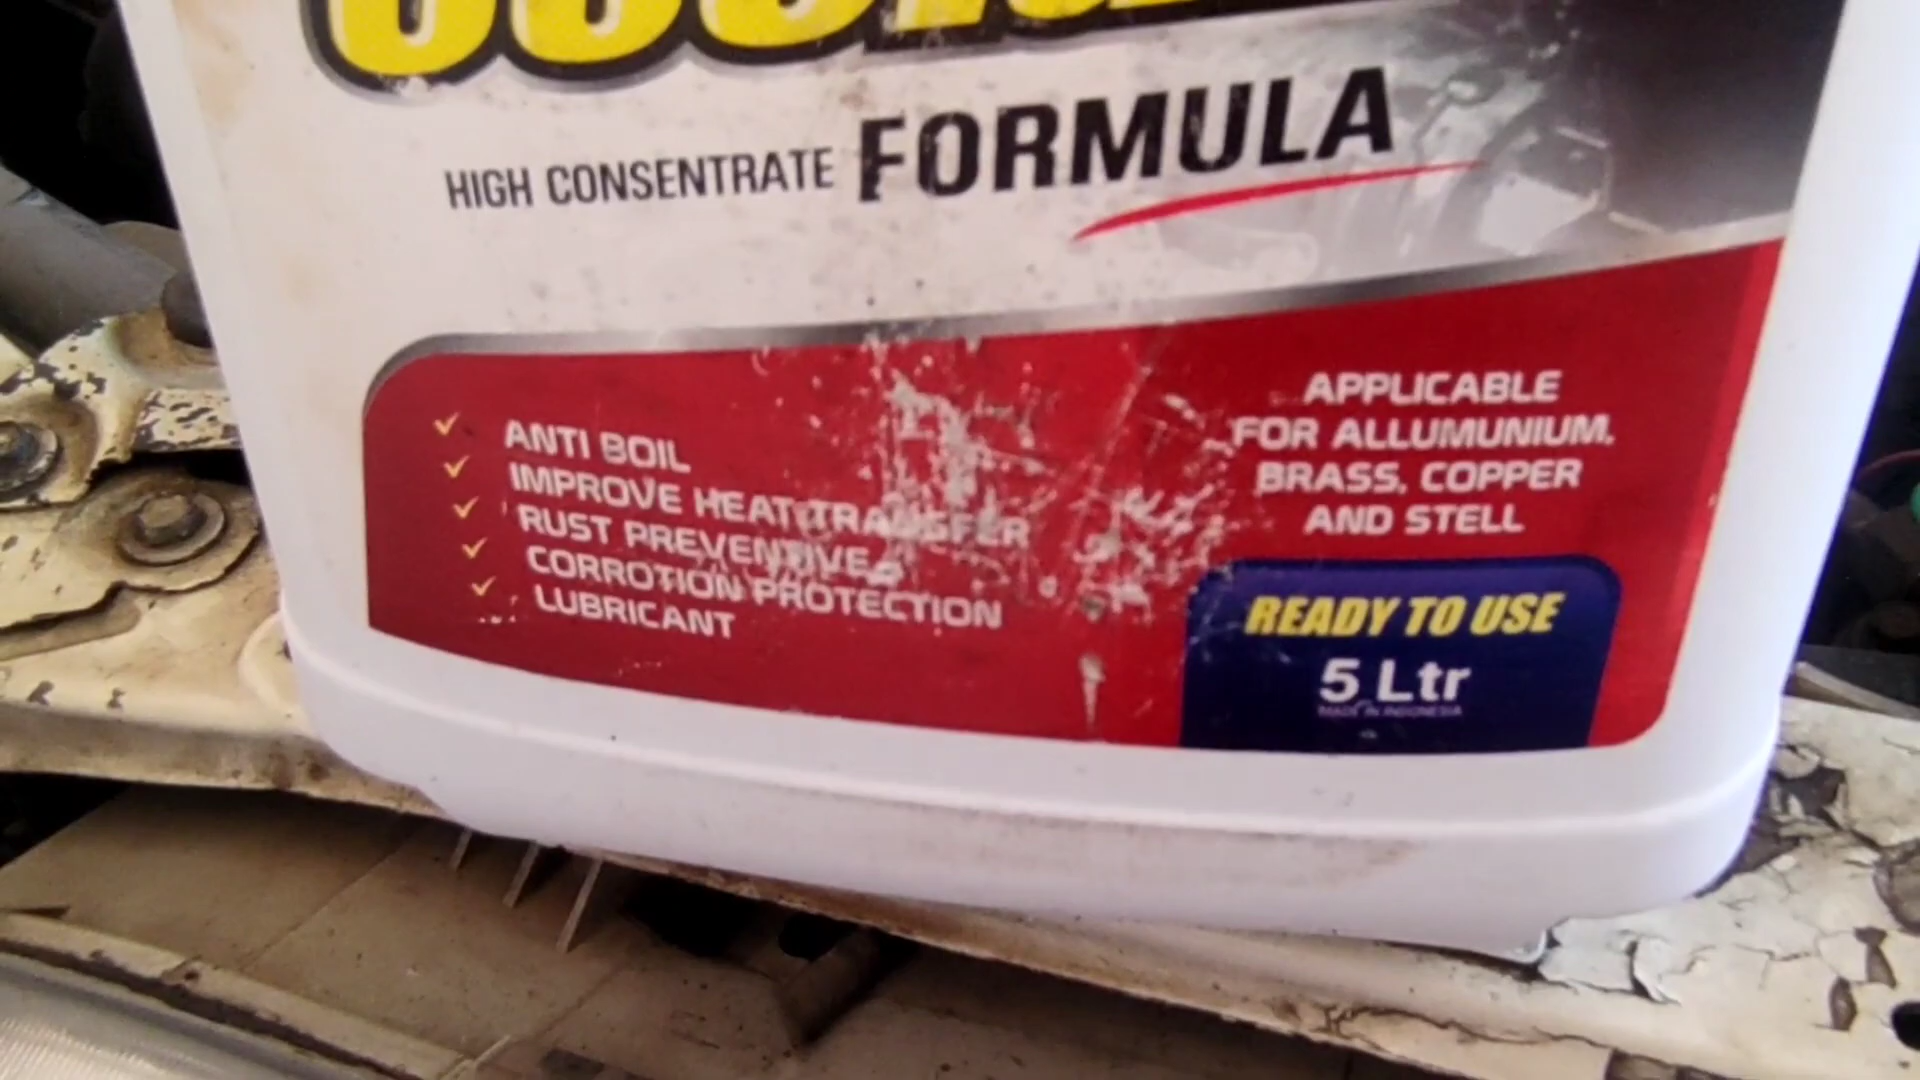 HIGH CONSENTRATE FORMULA
ANTI BOIL
IMPROVE HEAT TRANSFER
RUST PREVENTIVE
CORROTION PROTECTION
LUBRICANT
APPLICABLE
FOR ALLUMUNIUM,
BRASS, COPPER
AND STELL
READY TO USE
5 Ltr
MADE IN INDONESIA